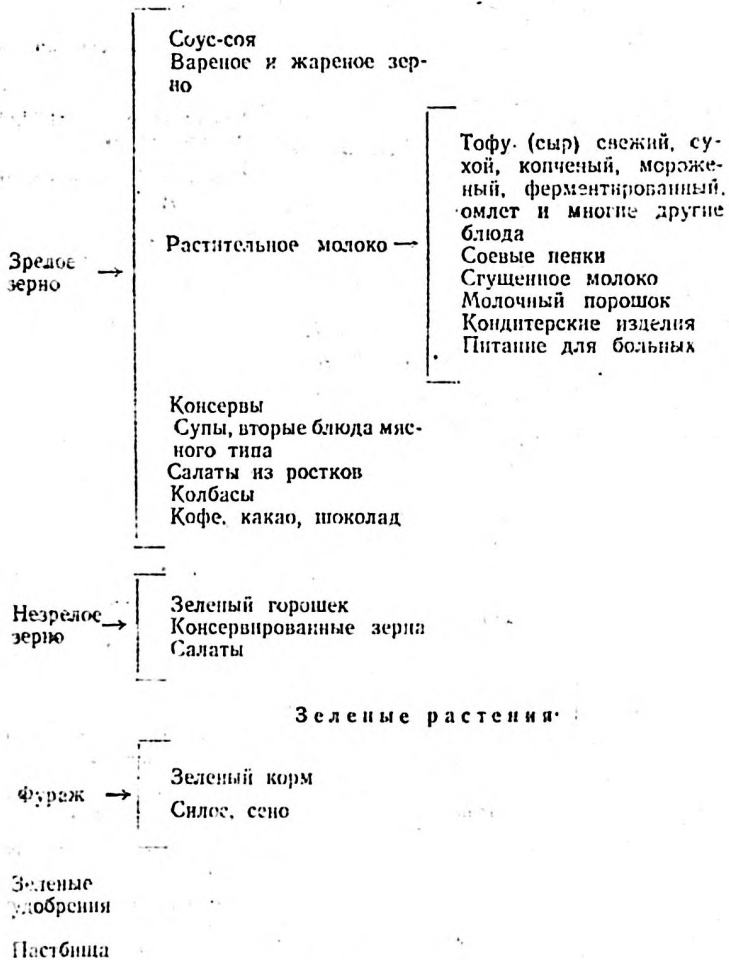 Соус-соя
Вареное и жареное зер-
но
Зрелое
зерно →
Растительное молоко →
Тофу (сыр) свежий, су-
хой, копченый, мороже-
ный, ферментированный,
омлет и многие другие
блюда
Соевые пенки
Сгущенное молоко
Молочный порошок
Кондитерские изделия
Питание для больных
Консервы
Супы, вторые блюда мяс-
ного типа
Салаты из ростков
Колбасы
Кофе, какао, шоколад
Незрелое
зерно →
Зеленый горошек
Консервированные зерна
Салаты
Зеленые растения
Фураж →
Зеленый корм
Силос, сено
Зеленые
удобрения
Пастбища